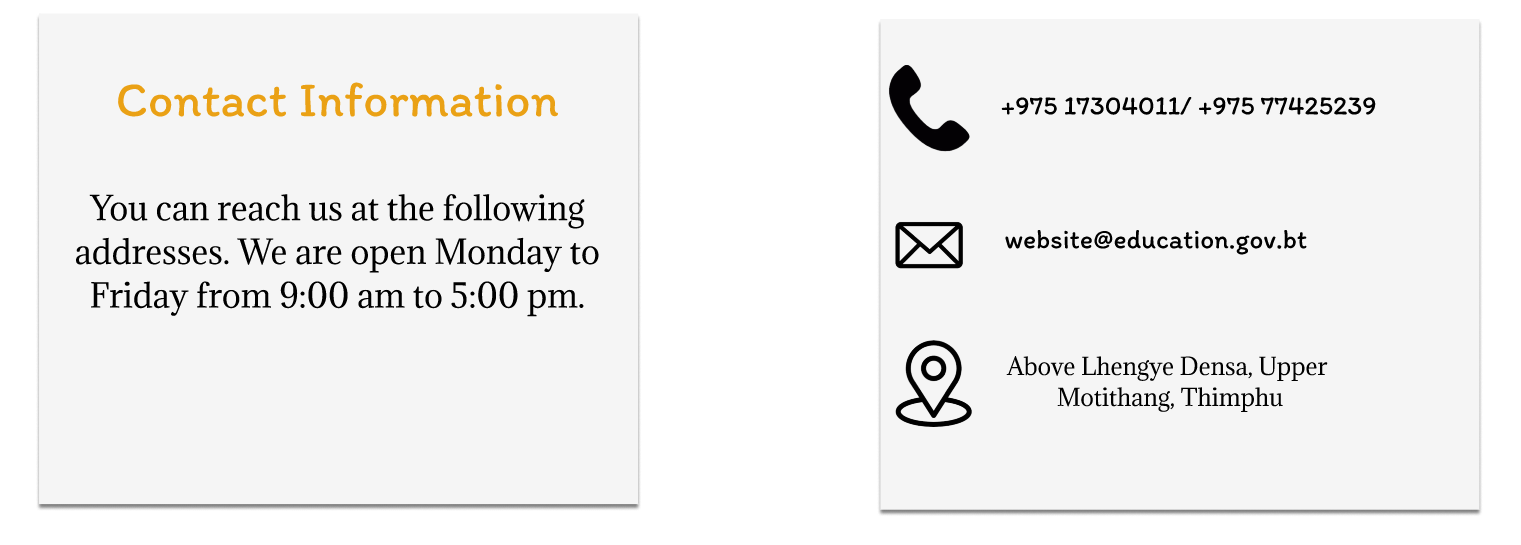 Contact Information
You can reach us at the following
addresses. We are open Monday to
Friday from 9:00 am to 5:00 pm.
+975 17304011/ +975 77425239
website@education.gov.bt
Above Lhengye Densa, Upper
Motithang, Thimphu